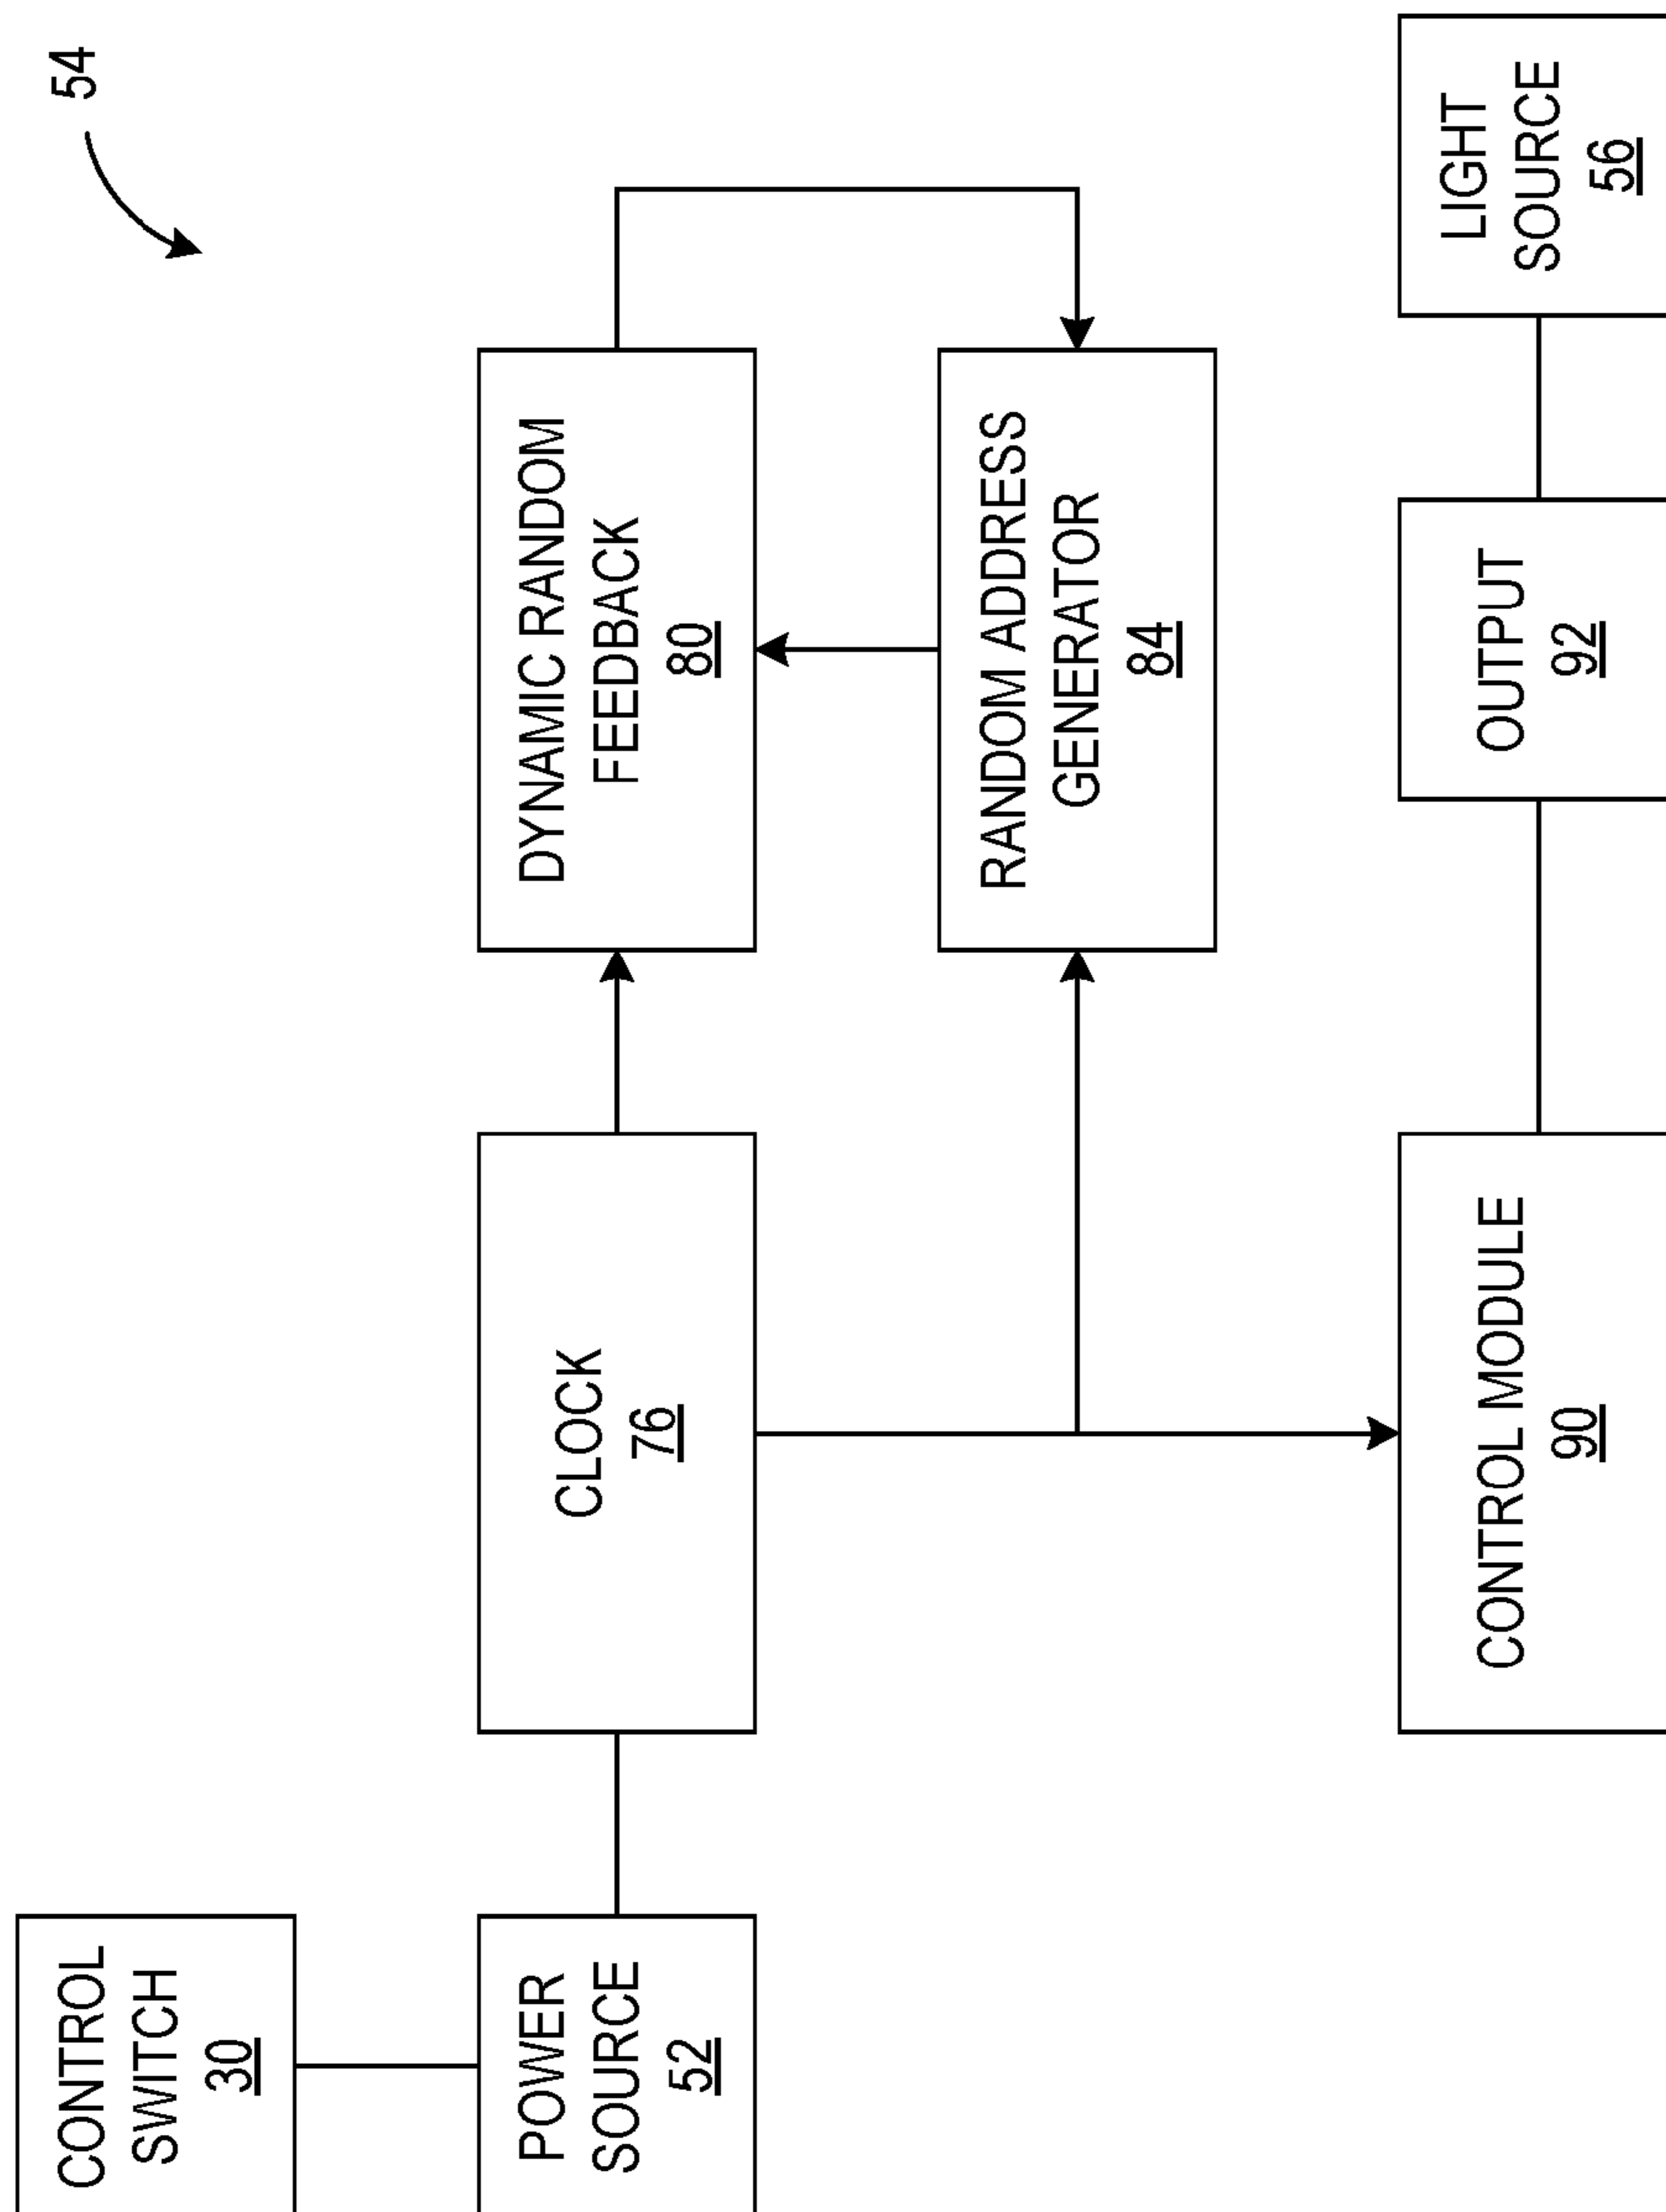 54
CONTROL
SWITCH
30
POWER
SOURCE
52
CLOCK
76
DYNAMIC RANDOM
FEEDBACK
80
RANDOM ADDRESS
GENERATOR
84
CONTROL MODULE
90
OUTPUT
92
LIGHT
SOURCE
56